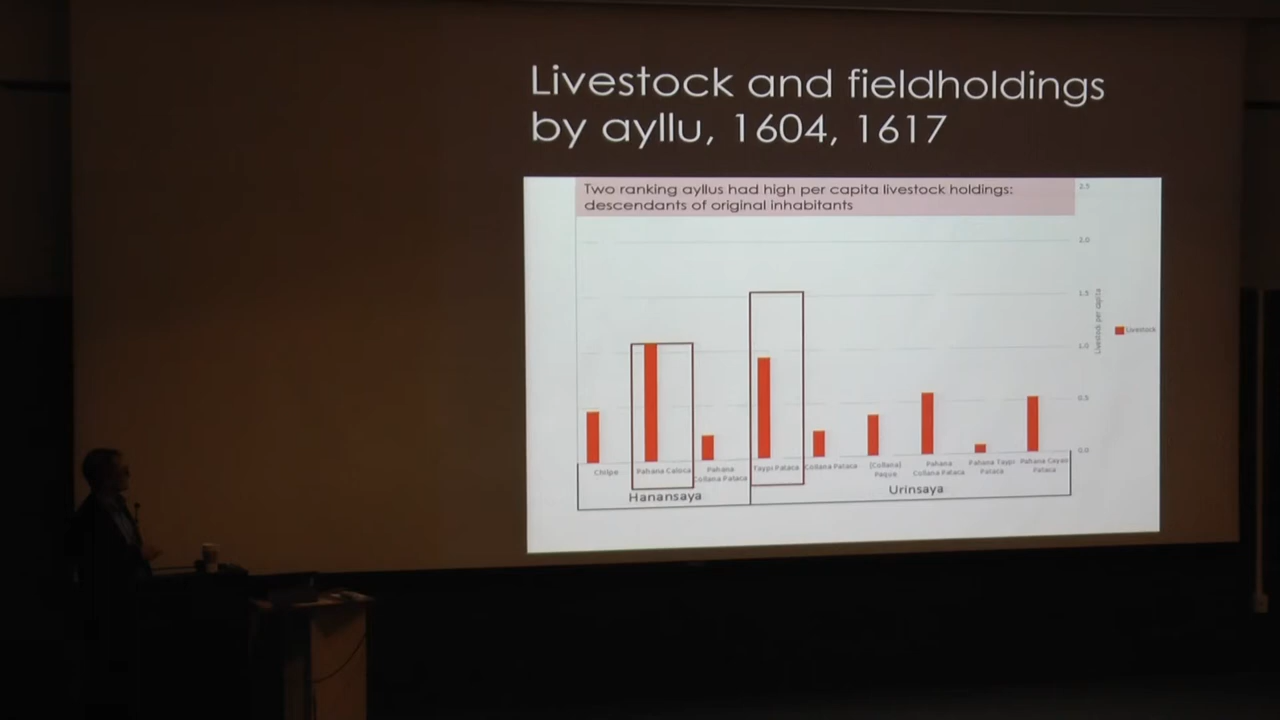 Livestock and fieldholdings
by ayllu, 1604, 1617
Two ranking ayllus had high per capita livestock holdings:
descendants of original inhabitants
2.5
2.0
1.5
1.0
0.5
0.0
Livestock per capita
Livestock
Chilpe
Pahana Caloca
Pahana
Collana Pataca
Taypi Pataca
Collana Pataca
(Collana)
Paqos
Pahana
Collana Pataca
Pahana Taypi
Pataca
Pahana Cayao
Pataca
Hanansaya
Urinsaya